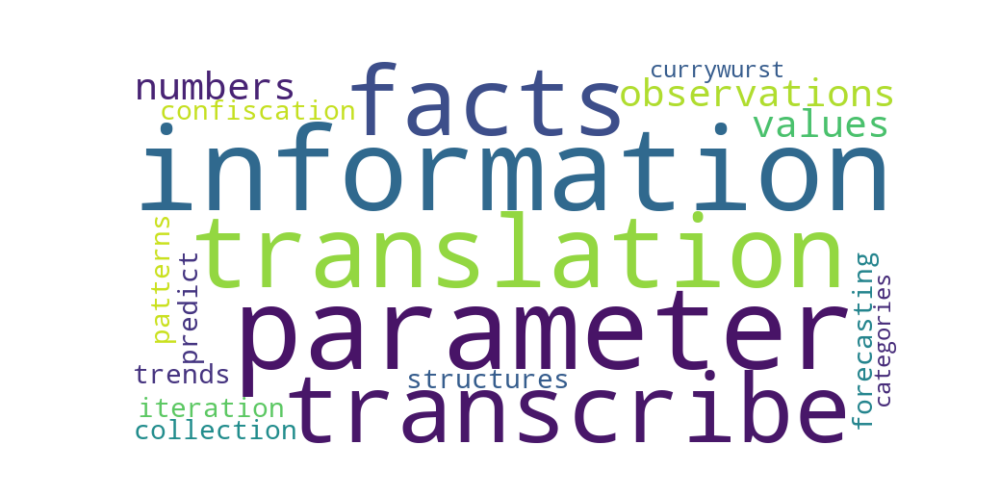 currywurst
numbers
facts
observations
confiscation
values
information
patterns
translation
predict
forecasting
categories
parameter
trends
structures
transcribe
iteration
collection